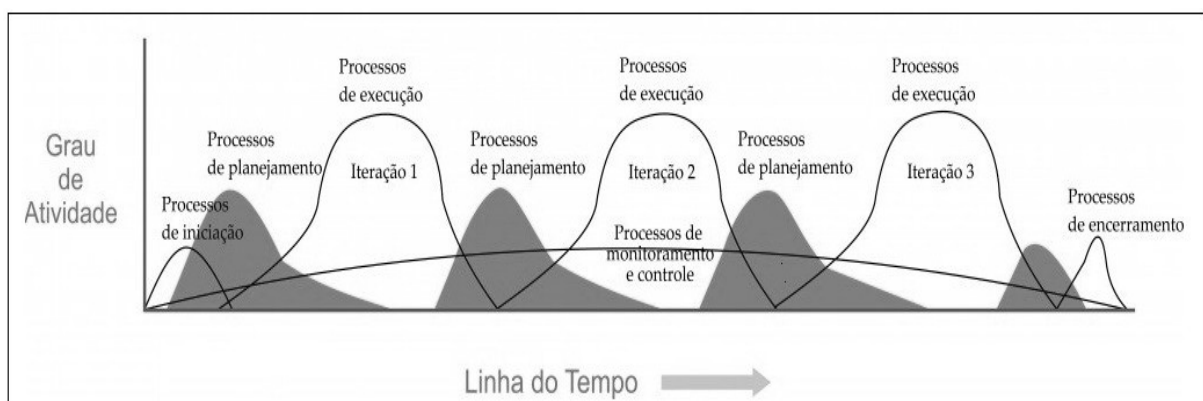 Grau
de
Atividade
Processos
de iniciação
Processos
de planejamento
Processos
de execução
Iteração 1
Processos
de planejamento
Processos
de execução
Iteração 2
Processos de
monitoramento
e controle
Processos
de planejamento
Processos
de execução
Iteração 3
Processos
de encerramento
Linha do Tempo